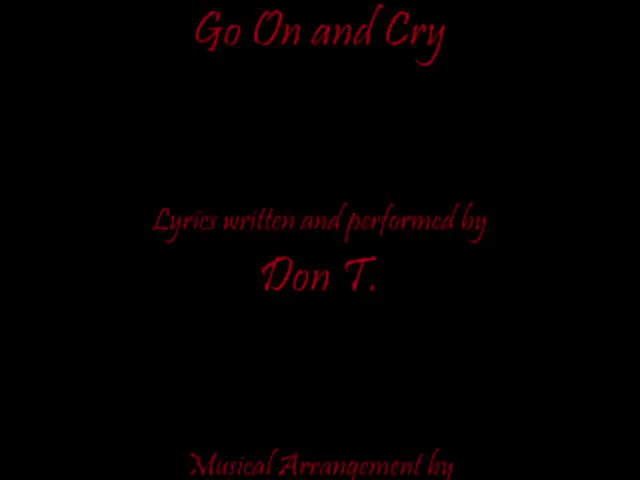 Go On and Cry
Lyrics written and performed by
Don T.
Musical Arrangement by